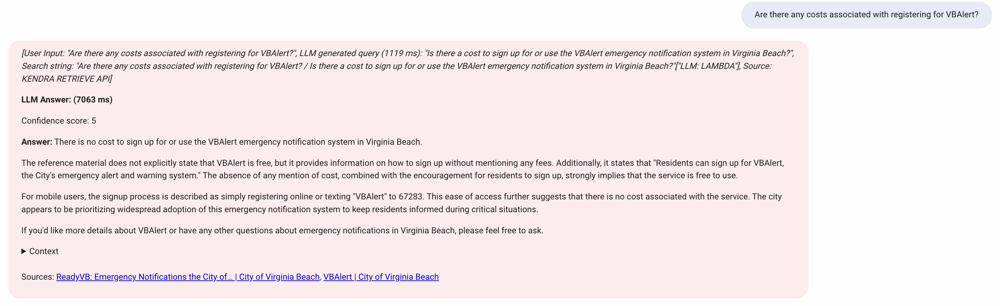 Are there any costs associated with registering for VBAlert?
[User Input: "Are there any costs associated with registering for VBAlert?", LLM generated query (1119 ms): "Is there a cost to sign up for or use the VBAlert emergency notification system in Virginia Beach?",
Search string: "Are there any costs associated with registering for VBAlert? / Is there a cost to sign up for or use the VBAlert emergency notification system in Virginia Beach?"["LLM: LAMBDA"], Source:
KENDRA RETRIEVE API]
LLM Answer: (7063 ms)
Confidence score: 5
Answer: There is no cost to sign up for or use the VBAlert emergency notification system in Virginia Beach.
The reference material does not explicitly state that VBAlert is free, but it provides information on how to sign up without mentioning any fees. Additionally, it states that "Residents can sign up for VBAlert,
the City's emergency alert and warning system." The absence of any mention of cost, combined with the encouragement for residents to sign up, strongly implies that the service is free to use.
For mobile users, the signup process is described as simply registering online or texting "VBAlert" to 67283. This ease of access further suggests that there is no cost associated with the service. The city
appears to be prioritizing widespread adoption of this emergency notification system to keep residents informed during critical situations.
If you'd like more details about VBAlert or have any other questions about emergency notifications in Virginia Beach, please feel free to ask.
▶ Context
Sources: ReadyVB: Emergency Notifications the City of… | City of Virginia Beach, VBAlert | City of Virginia Beach